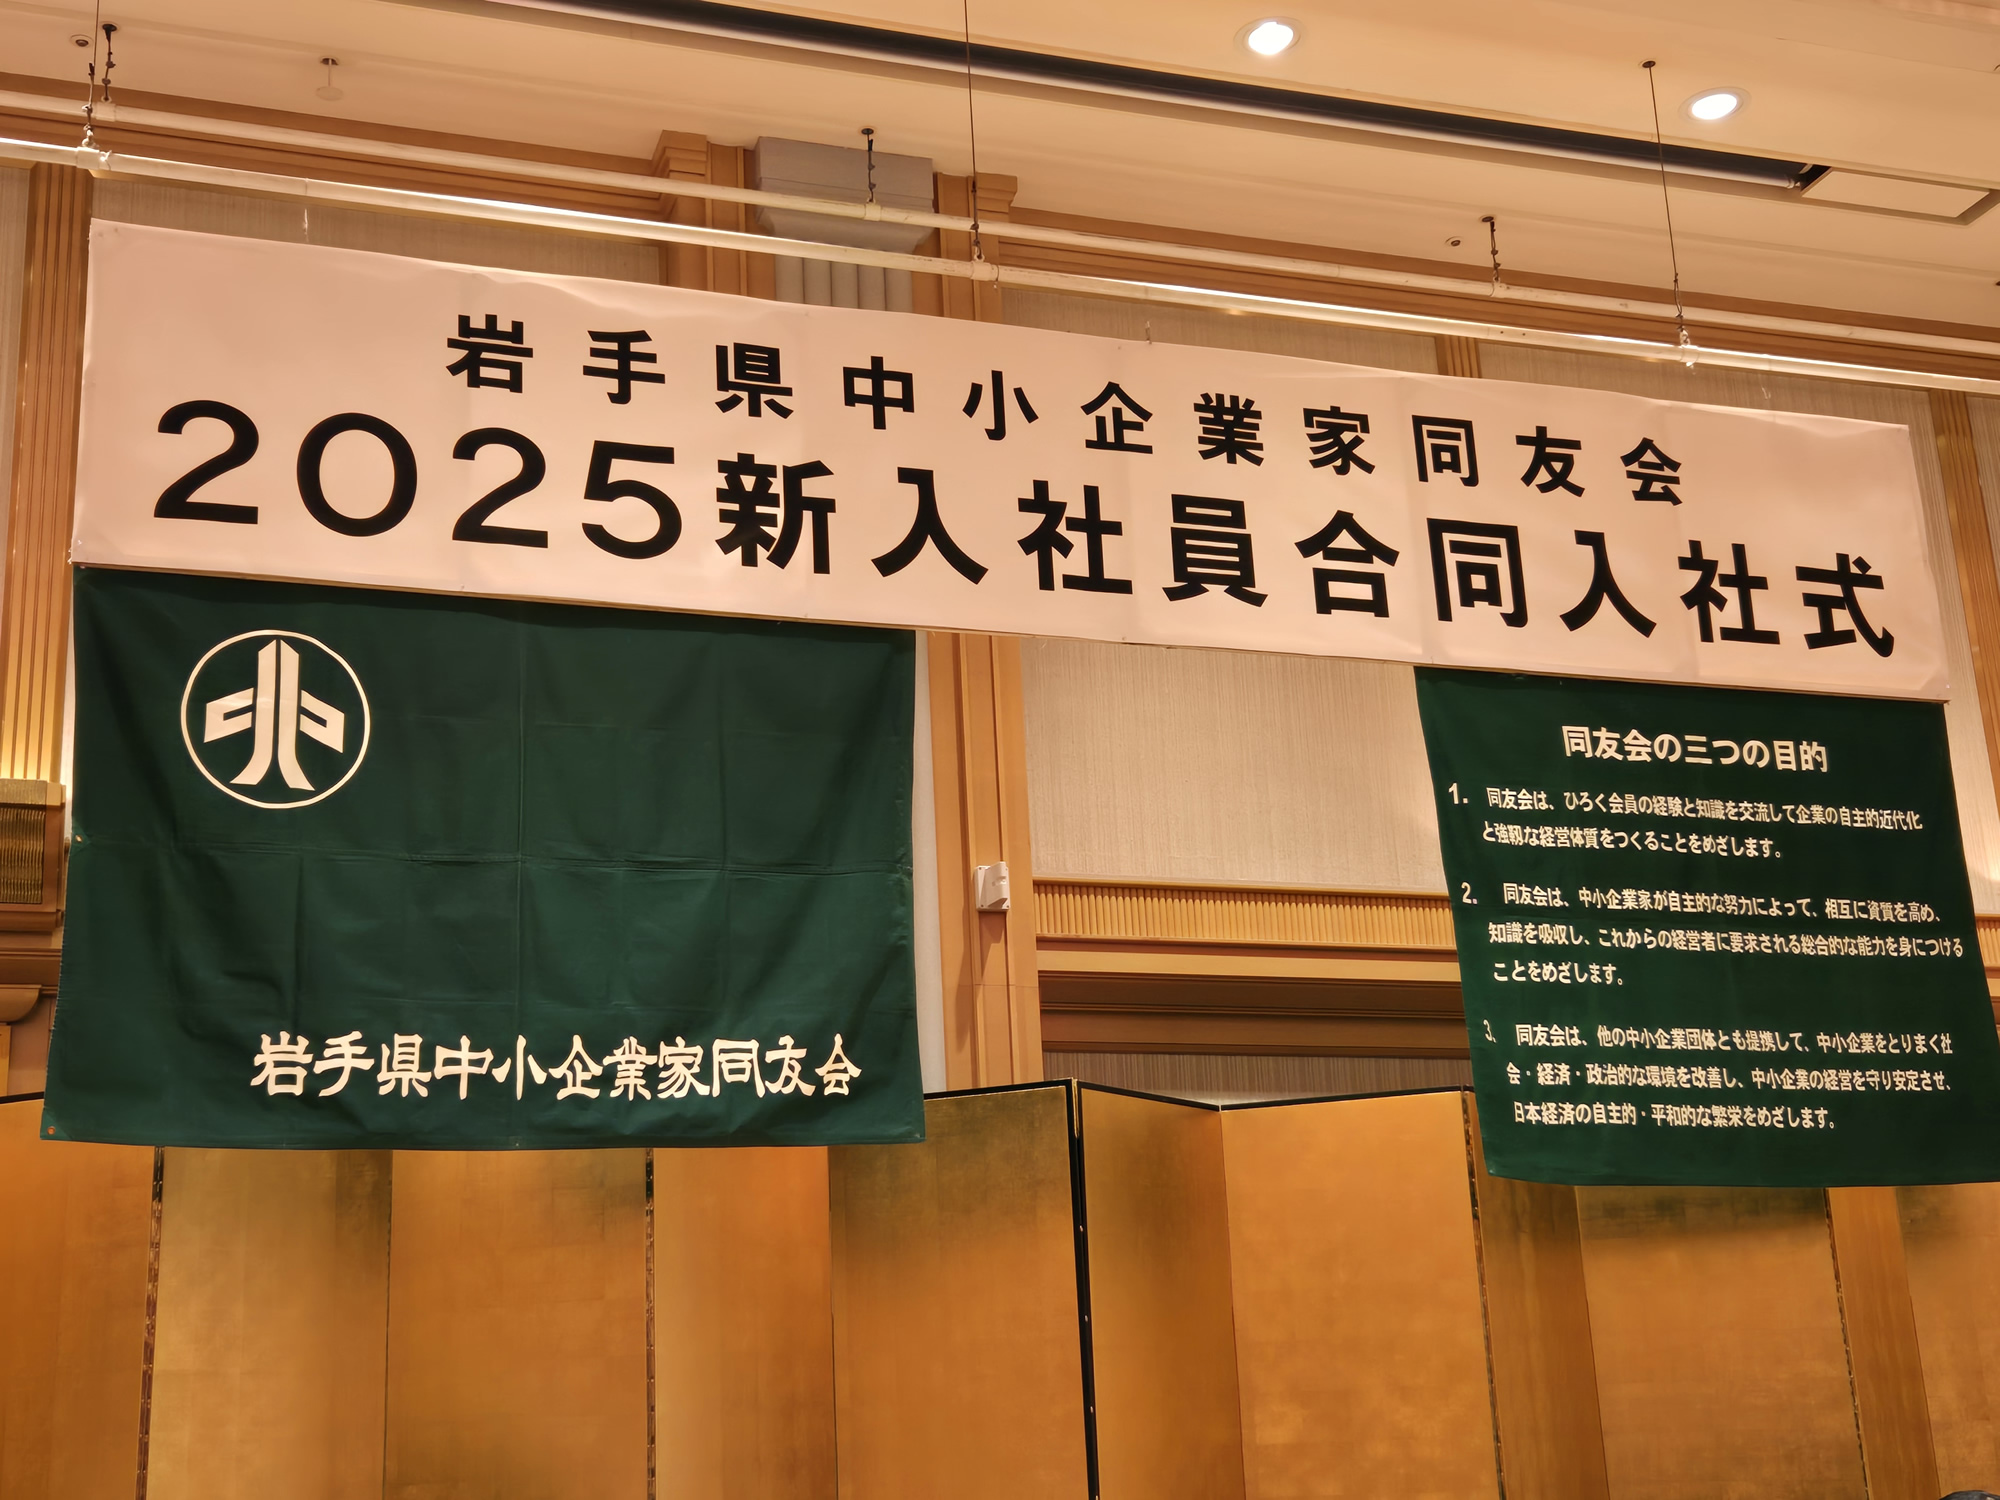 岩手県中小企業家同友会
2025新入社員合同入社式
岩手県中小企業家同友会
同友会の三つの目的
1. 同友会は、ひろく会員の経験と知識を交流して企業の自主的近代化
と強靱な経営体質をつくることをめざします。
2. 同友会は、中小企業家が自主的な努力によって、相互に資質を高め、
知識を吸収し、これからの経営者に要求される総合的な能力を身につける
ことをめざします。
3. 同友会は、他の中小企業団体とも提携して、中小企業をとりまく社
会・経済・政治的な環境を改善し、中小企業の経営を守り安定させ、
日本経済の自主的・平和的な繁栄をめざします。